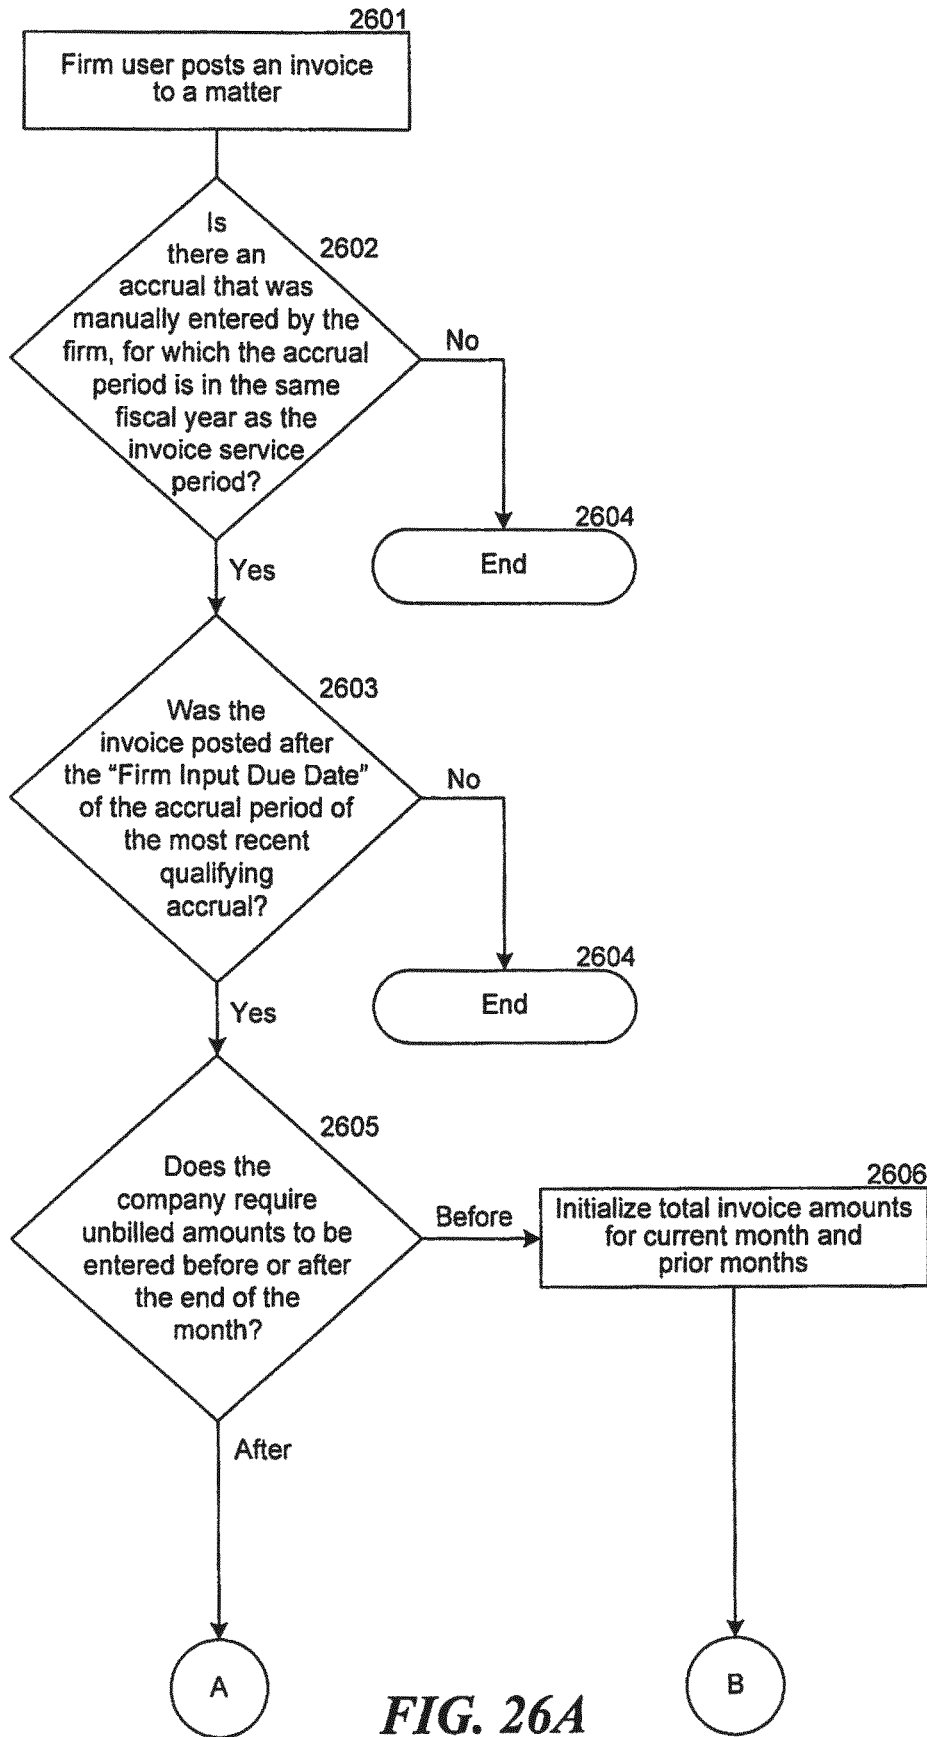 2601
Firm user posts an invoice
to a matter
Is
there an
accrual that was
manually entered by the
firm, for which the accrual
period is in the same
fiscal year as the
invoice service
period?
2602
No
2604
End
Yes
2603
Was the
invoice posted after
the “Firm Input Due Date”
of the accrual period of
the most recent
qualifying
accrual?
No
2604
End
Yes
2605
Does the
company require
unbilled amounts to be
entered before or after
the end of the
month?
Before
2606
Initialize total invoice amounts
for current month and
prior months
After
A
B
FIG. 26A